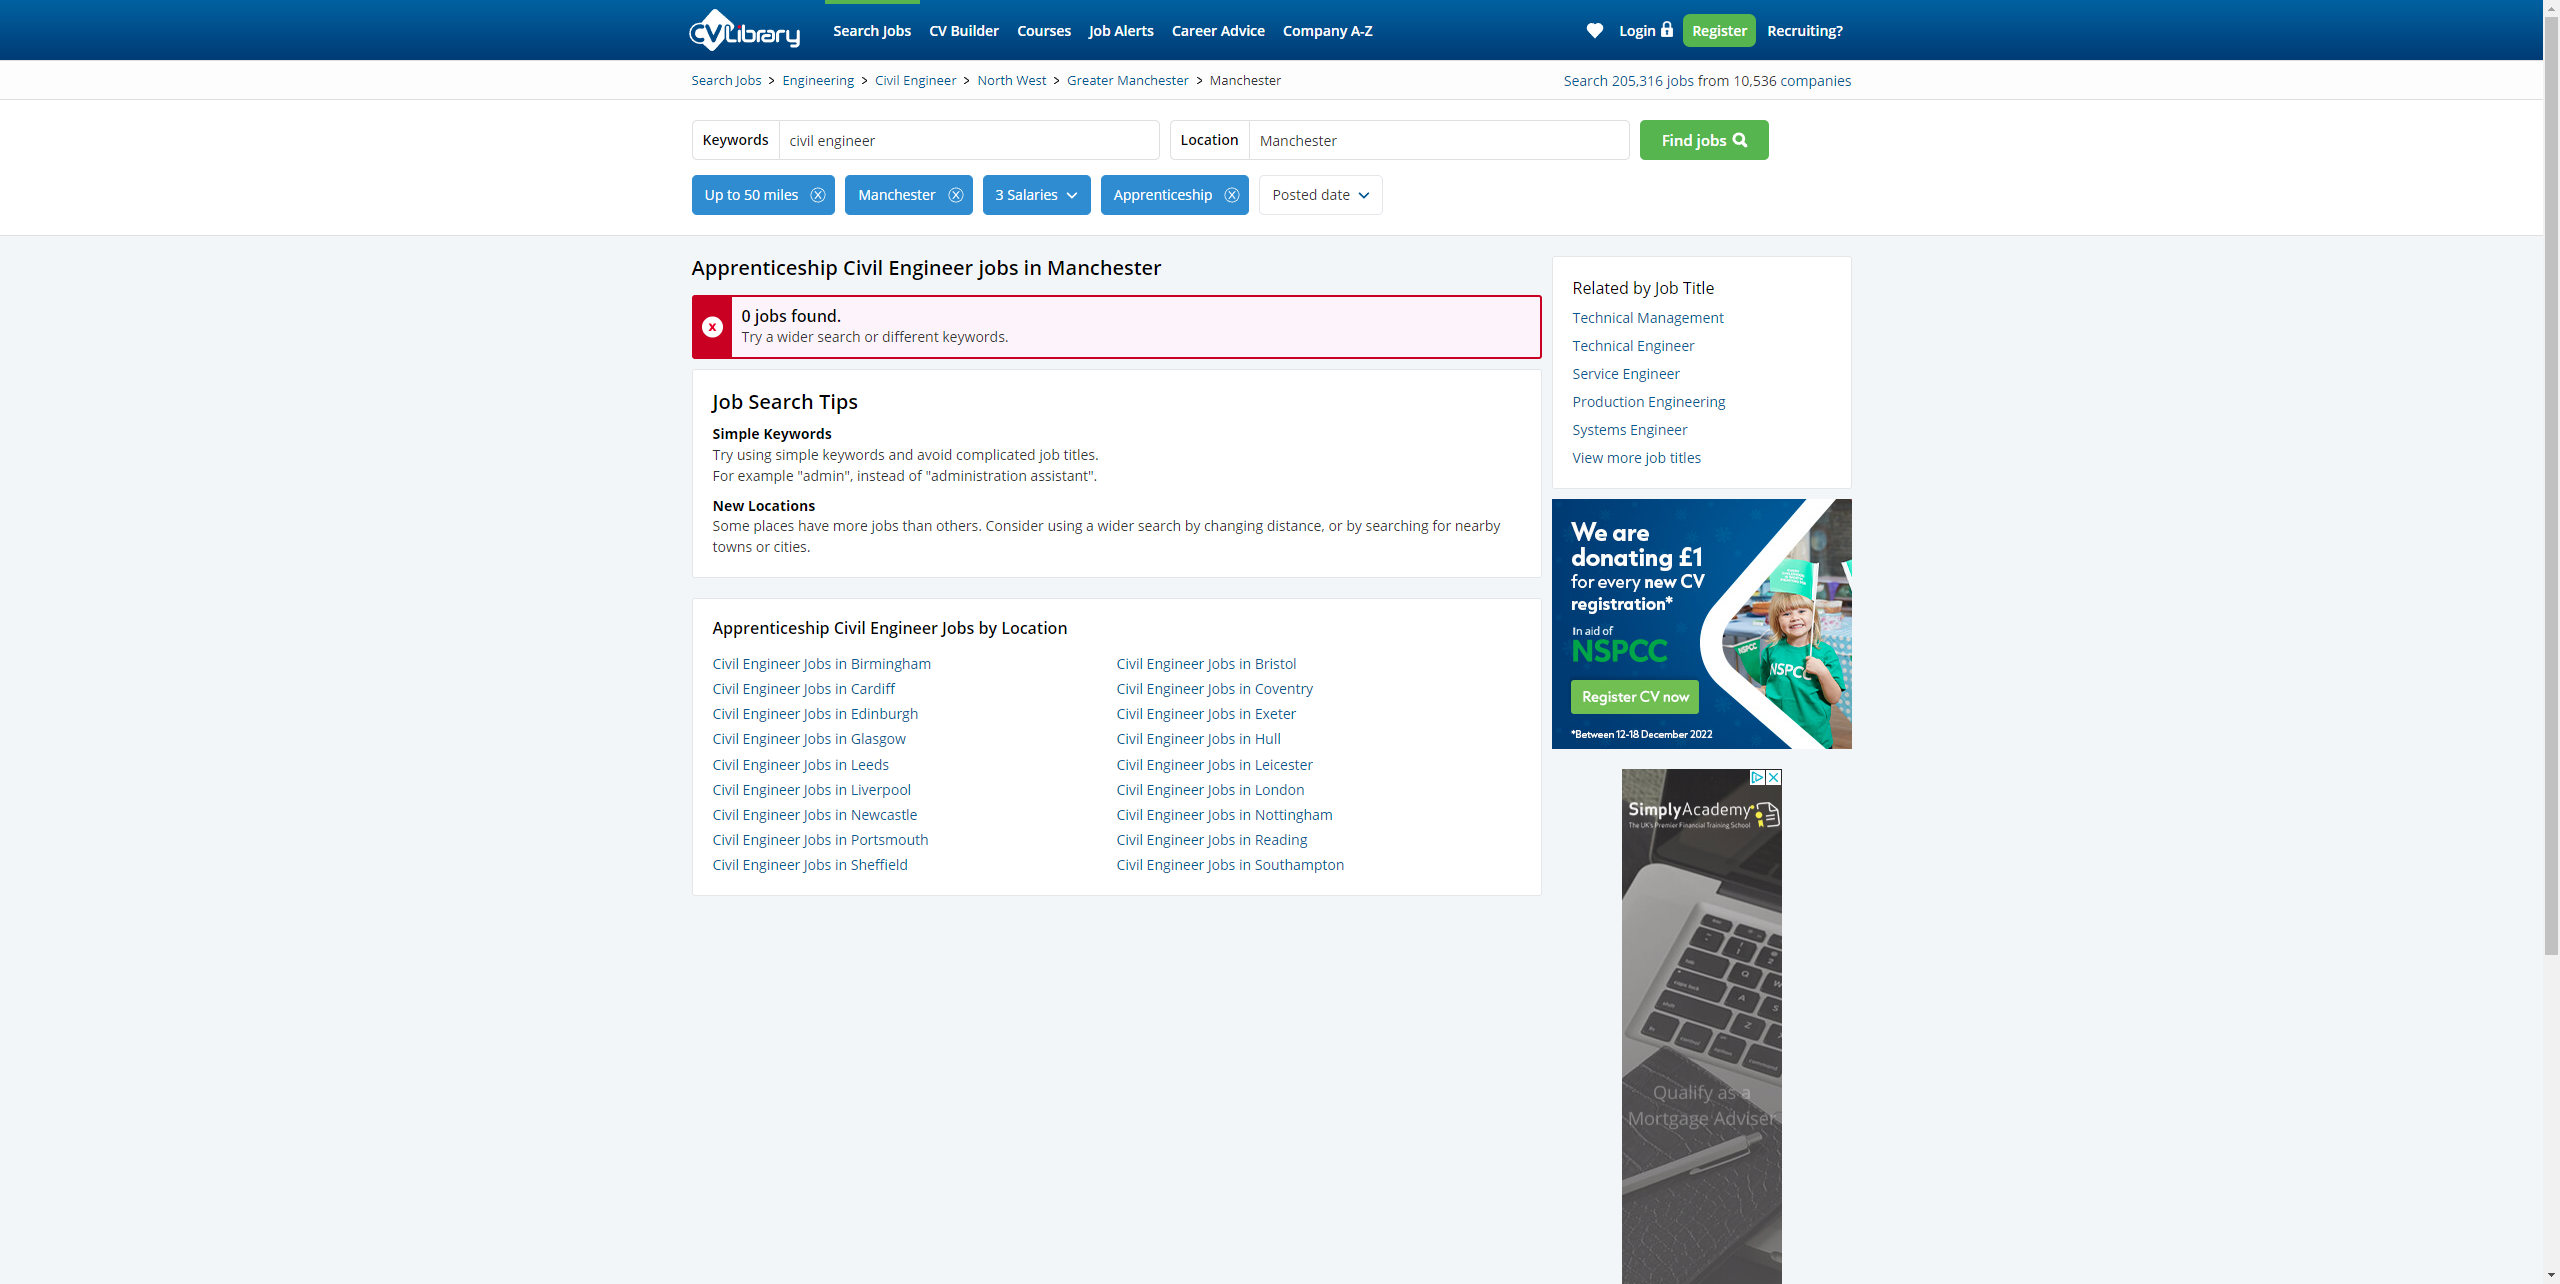 CVLibrary
Search Jobs CV Builder Courses Job Alerts Career Advice Company A-Z Login Register Recruiting?
Search Jobs > Engineering > Civil Engineer > North West > Greater Manchester > Manchester
Search 205,316 jobs from 10,536 companies
Keywords civil engineer
Location Manchester
Find jobs
Up to 50 miles Manchester 3 Salaries Apprenticeship Posted date
Apprenticeship Civil Engineer jobs in Manchester
0 jobs found.
Try a wider search or different keywords.
Job Search Tips
Simple Keywords
Try using simple keywords and avoid complicated job titles.
For example "admin", instead of "administration assistant".
New Locations
Some places have more jobs than others. Consider using a wider search by changing distance, or by searching for nearby
towns or cities.
Apprenticeship Civil Engineer Jobs by Location
Civil Engineer Jobs in Birmingham
Civil Engineer Jobs in Bristol
Civil Engineer Jobs in Cardiff
Civil Engineer Jobs in Coventry
Civil Engineer Jobs in Edinburgh
Civil Engineer Jobs in Exeter
Civil Engineer Jobs in Glasgow
Civil Engineer Jobs in Hull
Civil Engineer Jobs in Leeds
Civil Engineer Jobs in Leicester
Civil Engineer Jobs in Liverpool
Civil Engineer Jobs in London
Civil Engineer Jobs in Newcastle
Civil Engineer Jobs in Nottingham
Civil Engineer Jobs in Portsmouth
Civil Engineer Jobs in Reading
Civil Engineer Jobs in Sheffield
Civil Engineer Jobs in Southampton
Related by Job Title
Technical Management
Technical Engineer
Service Engineer
Production Engineering
Systems Engineer
View more job titles
We are
donating £1
for every new CV
registration*
In aid of
NSPCC
Register CV now
*Between 12-18 December 2022
NSPCC
NSPCC
SimplyAcademy
The UK's Premier Financial Training School
Qualify as a
Mortgage Adviser